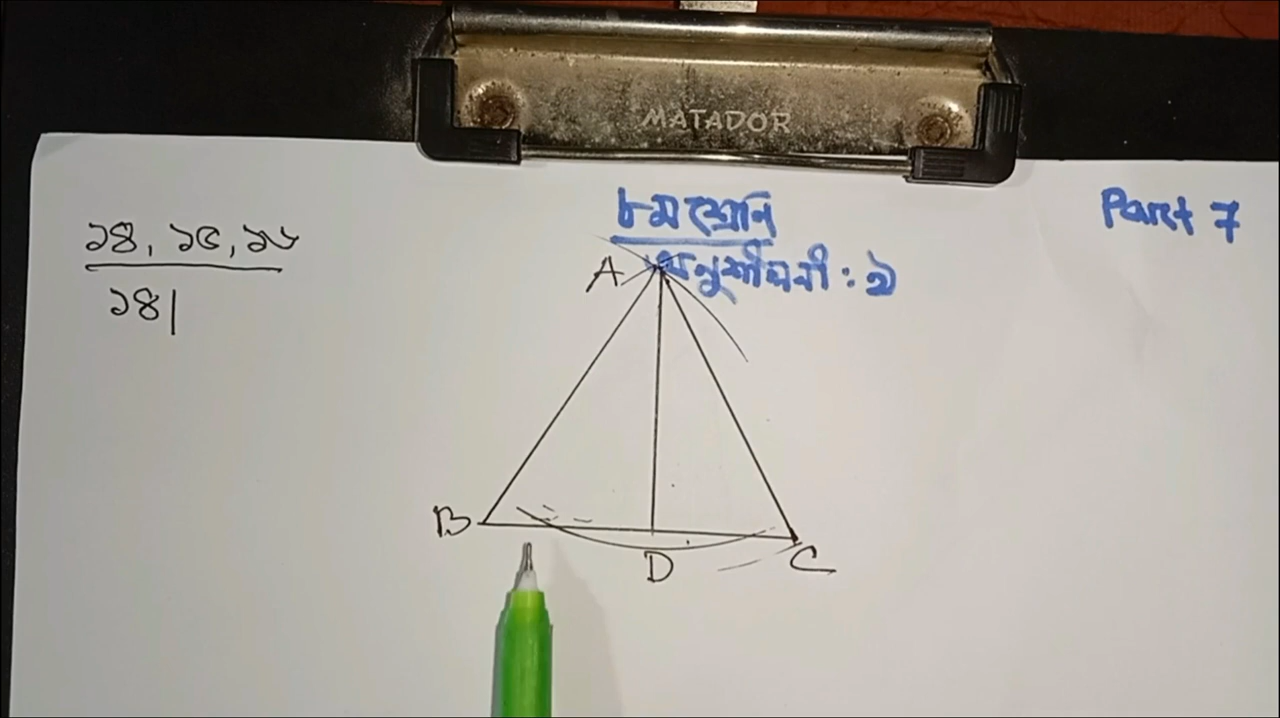 MATADOR
৮ম শ্রেনি
Part 7
অনুশীলনী : ৯
১৪, ১৫, ১৬
১৪|
A
B
D
C